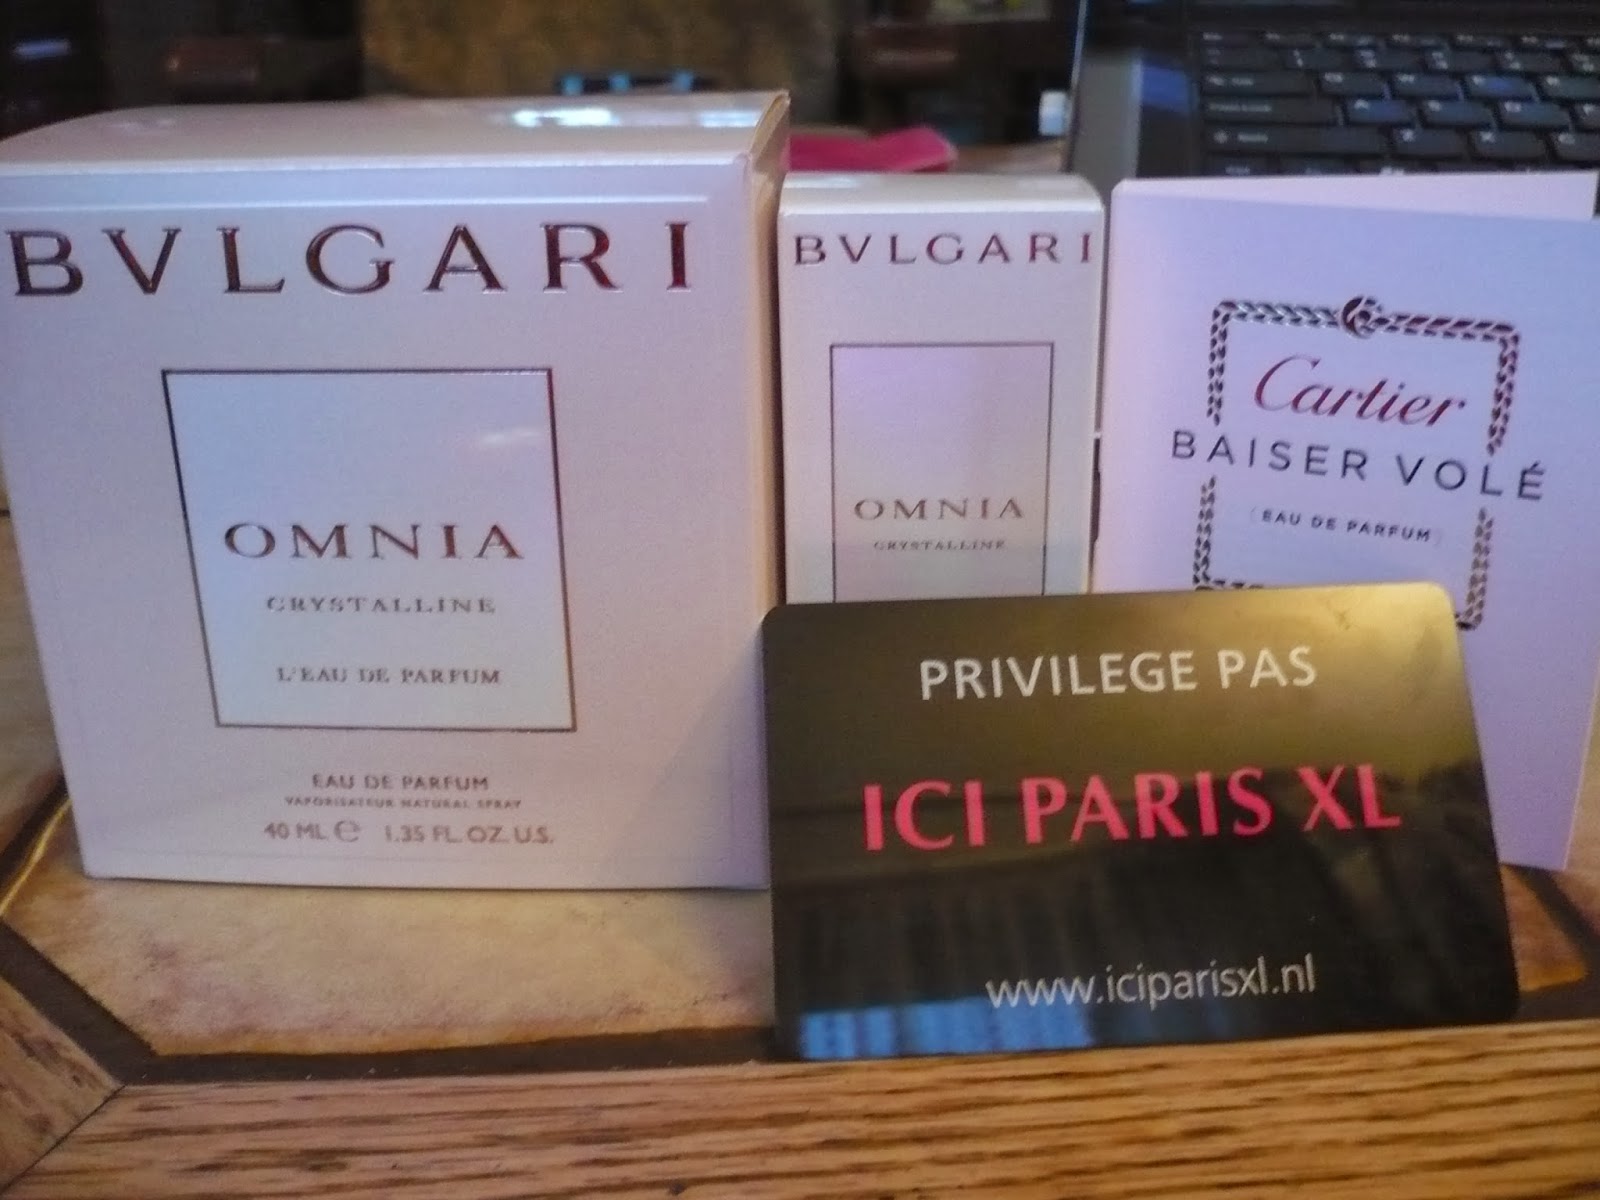 BVLGARI
OMNIA
CRYSTALLINE
L'EAU DE PARFUM
EAU DE PARFUM
VAPORISATEUR NATURAL SPRAY
40 ML e 1.35 FL. OZ. U.S.
BVLGARI
OMNIA
CRYSTALLINE
Cartier
BAISER VOLÉ
(EAU DE PARFUM)
PRIVILEGE PAS
ICI PARIS XL
www.iciparisxl.nl